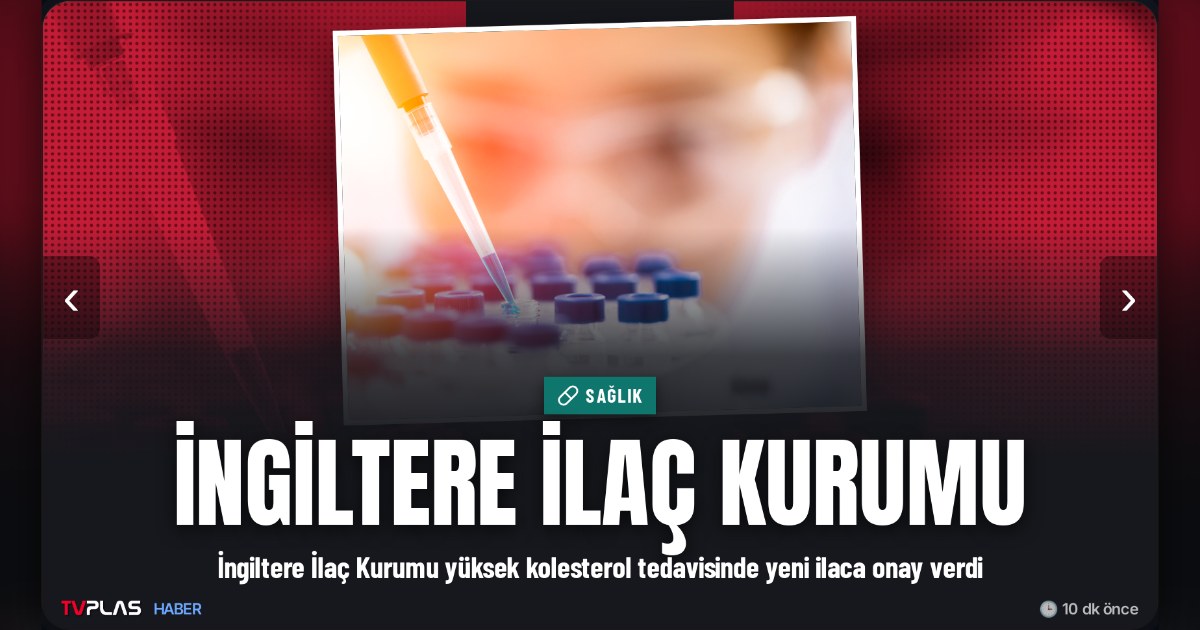 SAĞLIK
İNGİLTERE İLAÇ KURUMU
İngiltere İlaç Kurumu yüksek kolesterol tedavisinde yeni ilaca onay verdi
TVPLAS HABER
10 dk önce